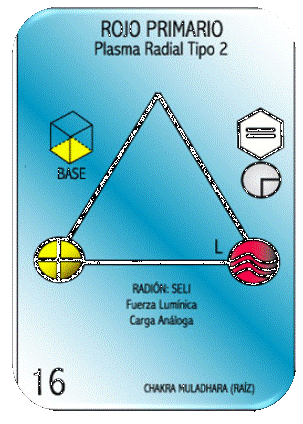 ROJO PRIMARIO
Plasma Radial Tipo 2
BASE
L
RADIÓN: SELI
Fuerza Lumínica
Carga Análoga
16
CHAKRA MULADHARA (RAÍZ)